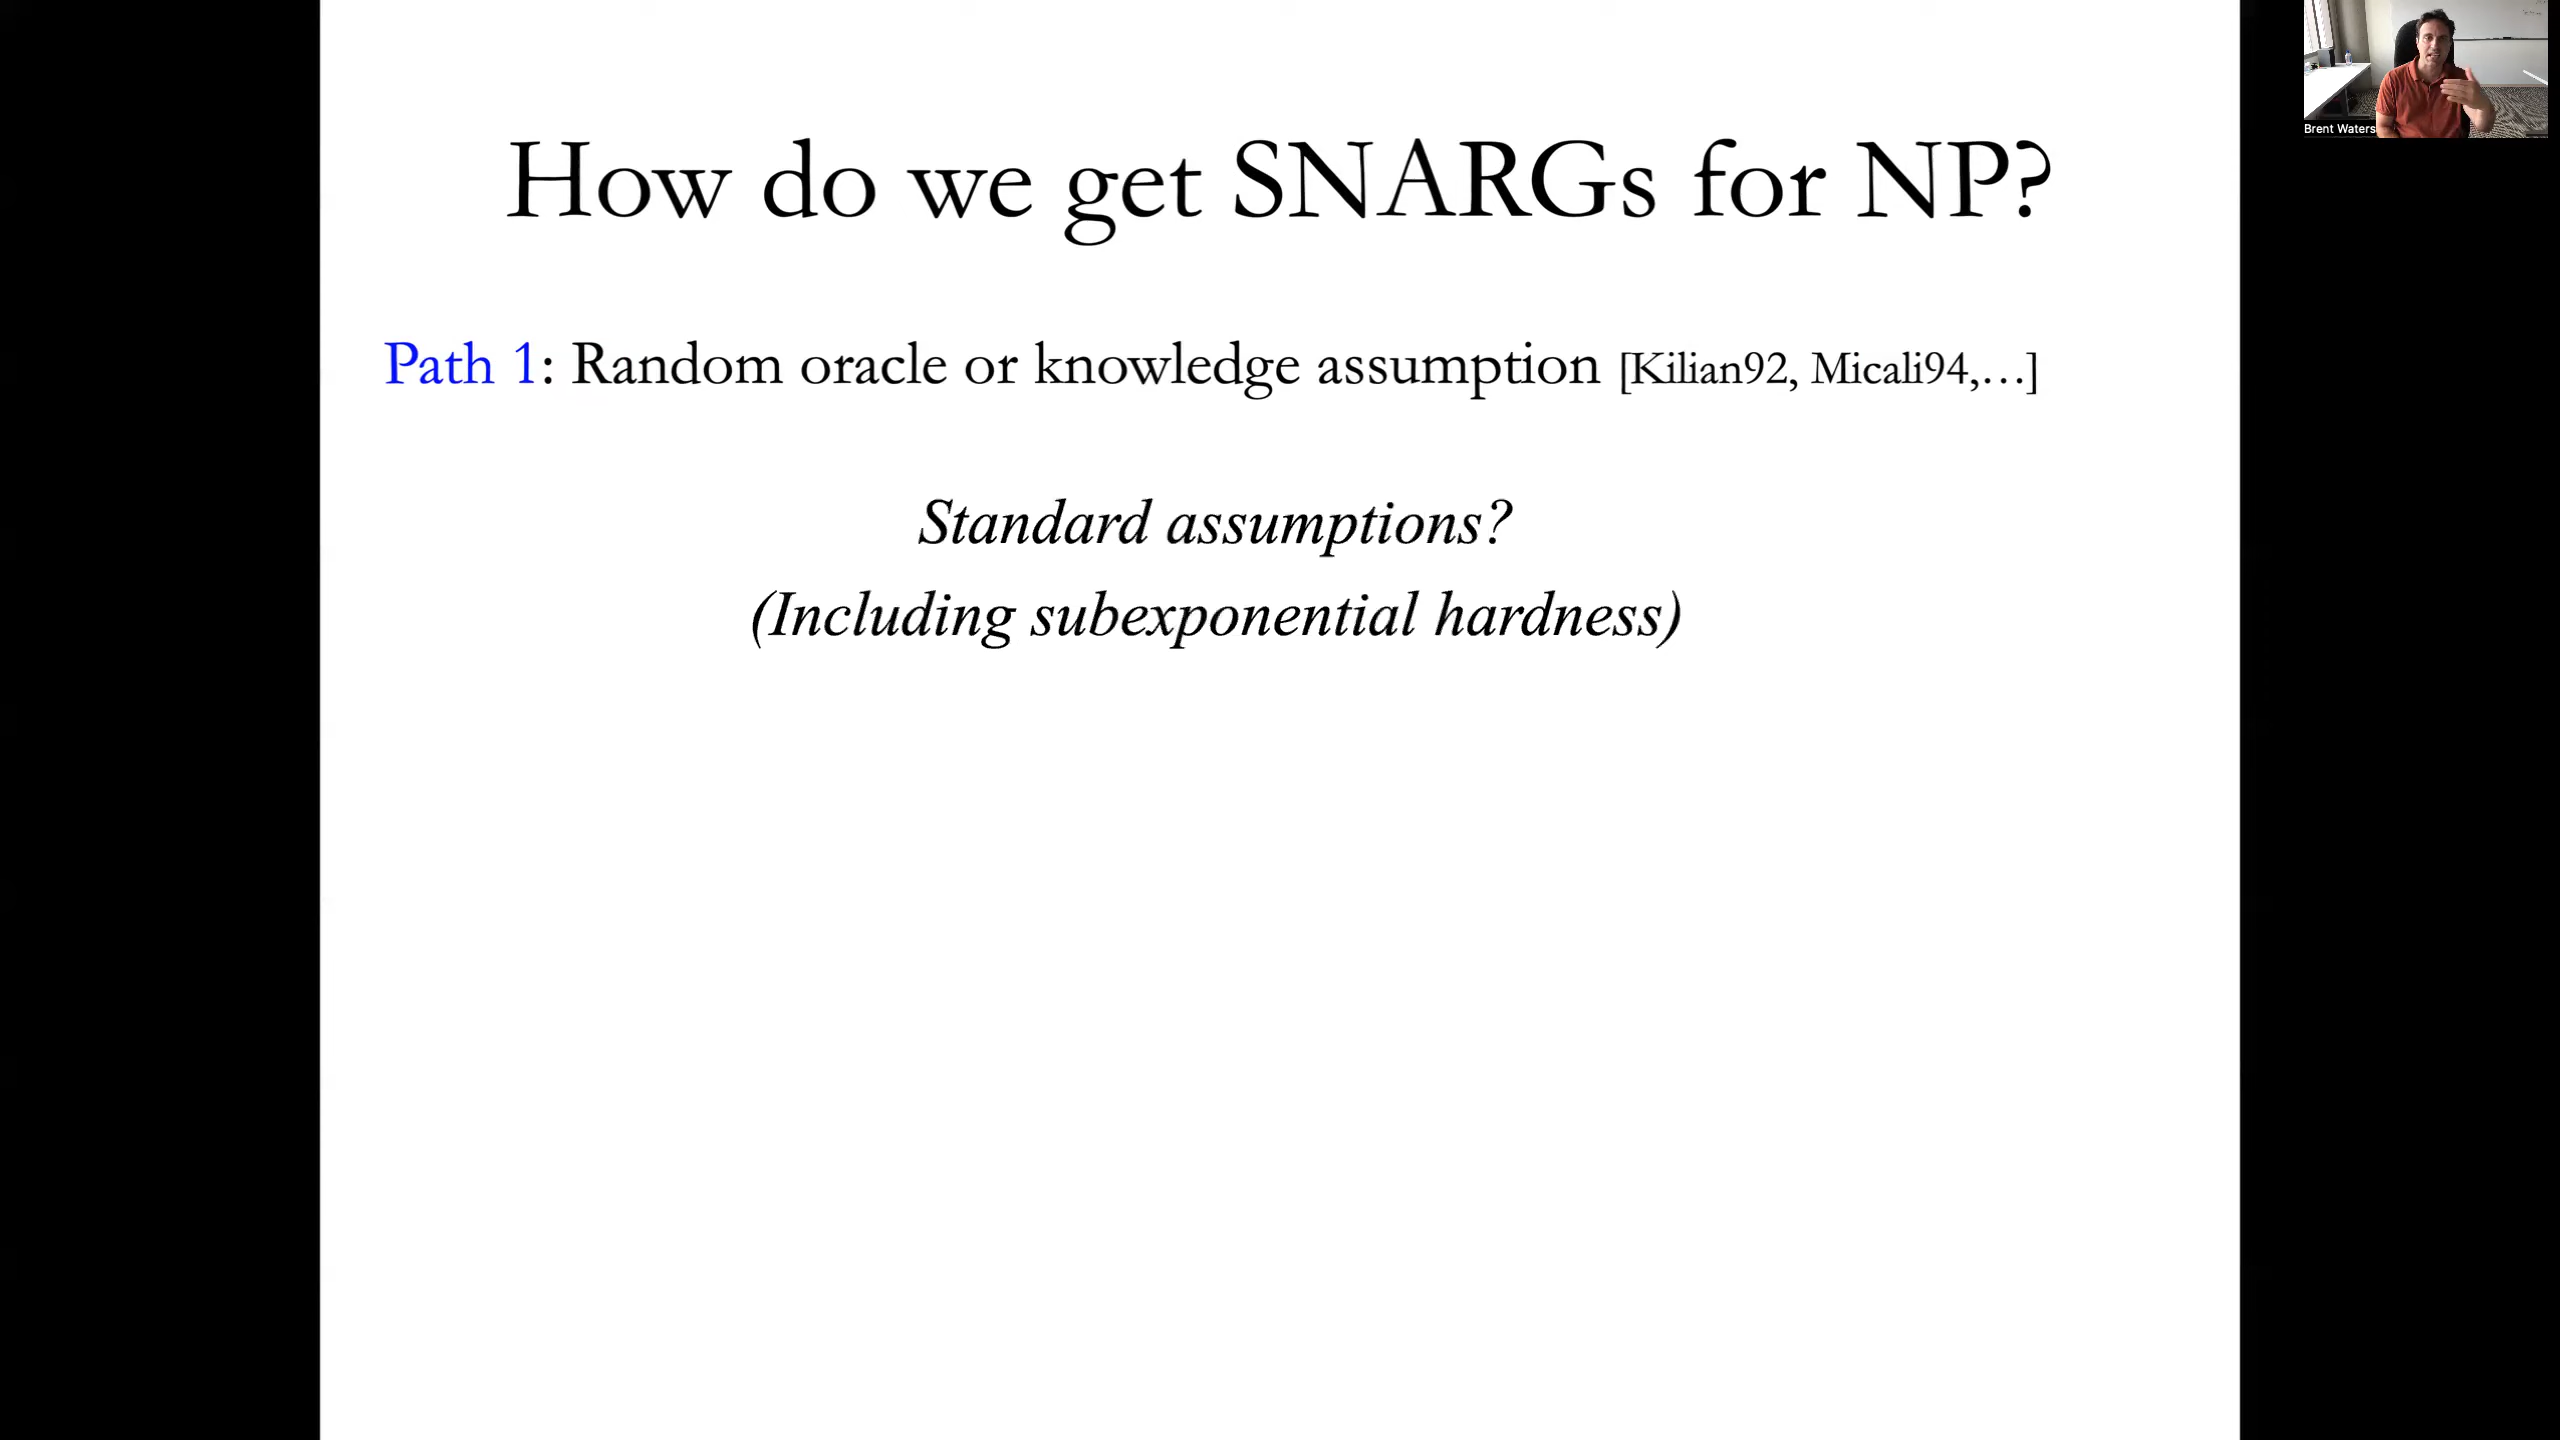 How do we get SNARGs for NP?
Path 1: Random oracle or knowledge assumption [Kilian92, Micali94,…]
Standard assumptions?
(Including subexponential hardness)
Brent Waters